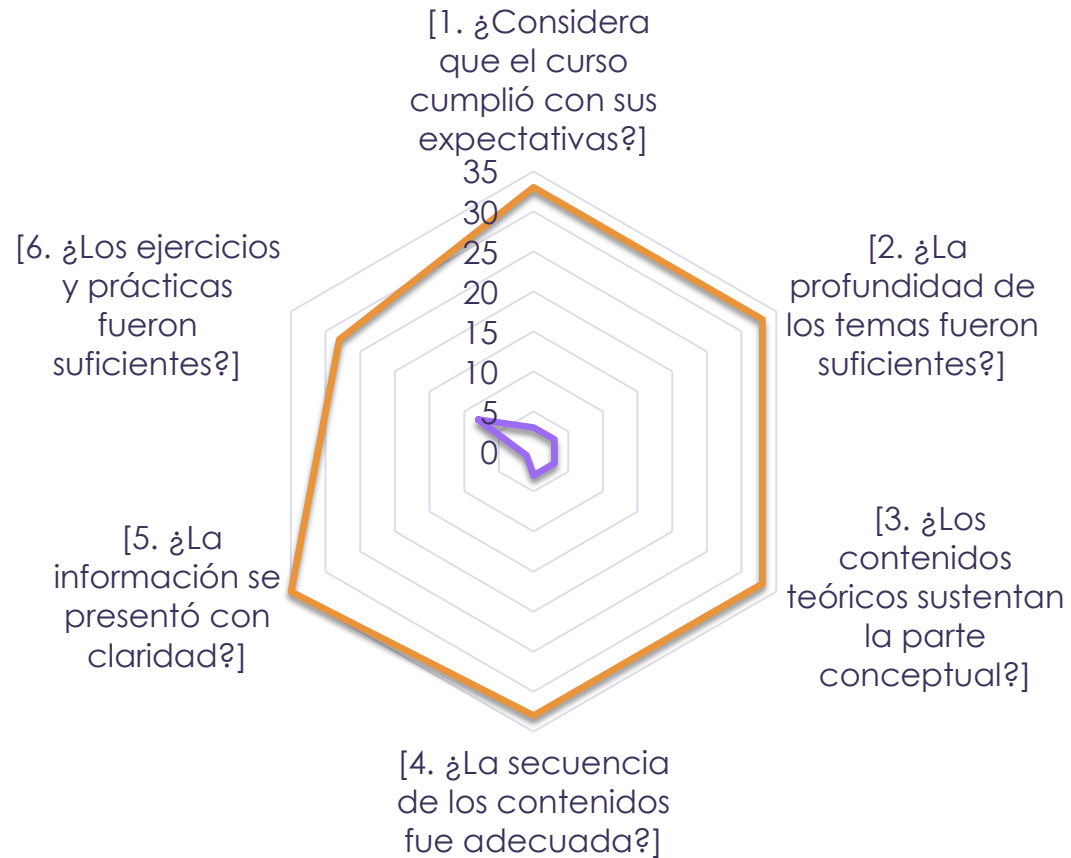 [1. ¿Considera
que el curso
cumplió con sus
expectativas?]
35
30
25
20
15
10
5
0
[2. ¿La
profundidad de
los temas fueron
suficientes?]
[3. ¿Los
contenidos
teóricos sustentan
la parte
conceptual?]
[4. ¿La secuencia
de los contenidos
fue adecuada?]
[5. ¿La
información se
presentó con
claridad?]
[6. ¿Los ejercicios
y prácticas
fueron
suficientes?]